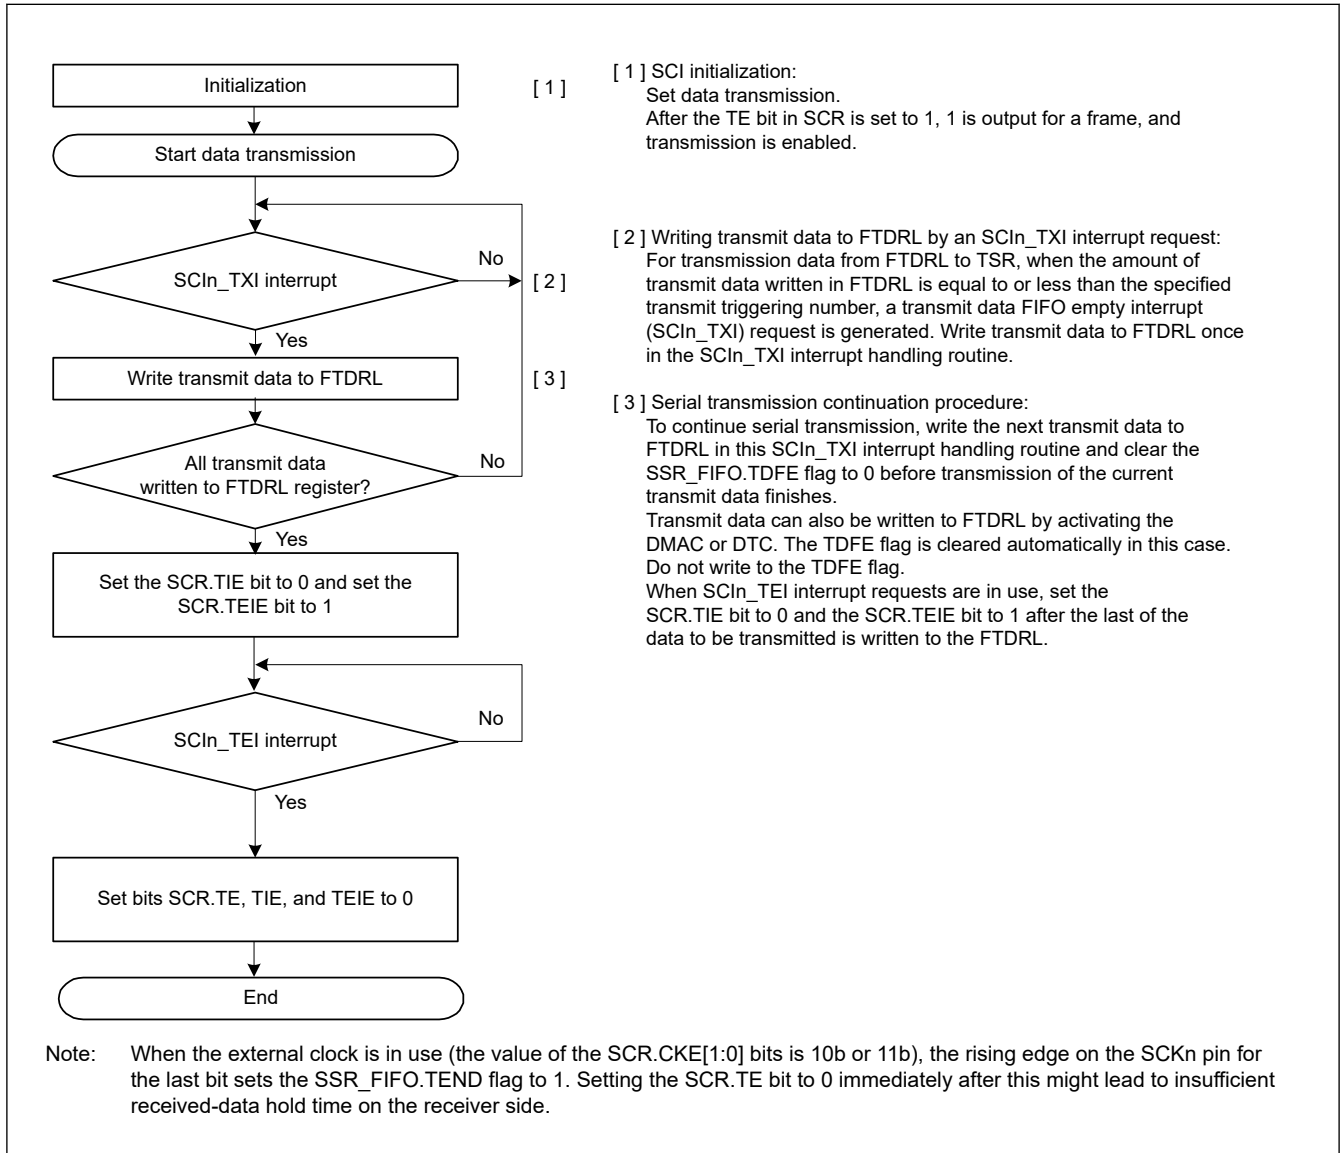 Initialization
[ 1 ]
[ 1 ] SCI initialization:
Set data transmission.
After the TE bit in SCR is set to 1, 1 is output for a frame, and
transmission is enabled.
Start data transmission
SCIn_TXI interrupt
No
[ 2 ]
Yes
[ 2 ] Writing transmit data to FTDRL by an SCIn_TXI interrupt request:
For transmission data from FTDRL to TSR, when the amount of
transmit data written in FTDRL is equal to or less than the specified
transmit triggering number, a transmit data FIFO empty interrupt
(SCIn_TXI) request is generated. Write transmit data to FTDRL once
in the SCIn_TXI interrupt handling routine.
Write transmit data to FTDRL
[ 3 ]
All transmit data
written to FTDRL register?
No
Yes
[ 3 ] Serial transmission continuation procedure:
To continue serial transmission, write the next transmit data to
FTDRL in this SCIn_TXI interrupt handling routine and clear the
SSR_FIFO.TDFE flag to 0 before transmission of the current
transmit data finishes.
Transmit data can also be written to FTDRL by activating the
DMAC or DTC. The TDFE flag is cleared automatically in this case.
Do not write to the TDFE flag.
When SCIn_TEI interrupt requests are in use, set the
SCR.TIE bit to 0 and the SCR.TEIE bit to 1 after the last of the
data to be transmitted is written to the FTDRL.
Set the SCR.TIE bit to 0 and set the
SCR.TEIE bit to 1
SCIn_TEI interrupt
No
Yes
Set bits SCR.TE, TIE, and TEIE to 0
End
Note: When the external clock is in use (the value of the SCR.CKE[1:0] bits is 10b or 11b), the rising edge on the SCKn pin for
the last bit sets the SSR_FIFO.TEND flag to 1. Setting the SCR.TE bit to 0 immediately after this might lead to insufficient
received-data hold time on the receiver side.